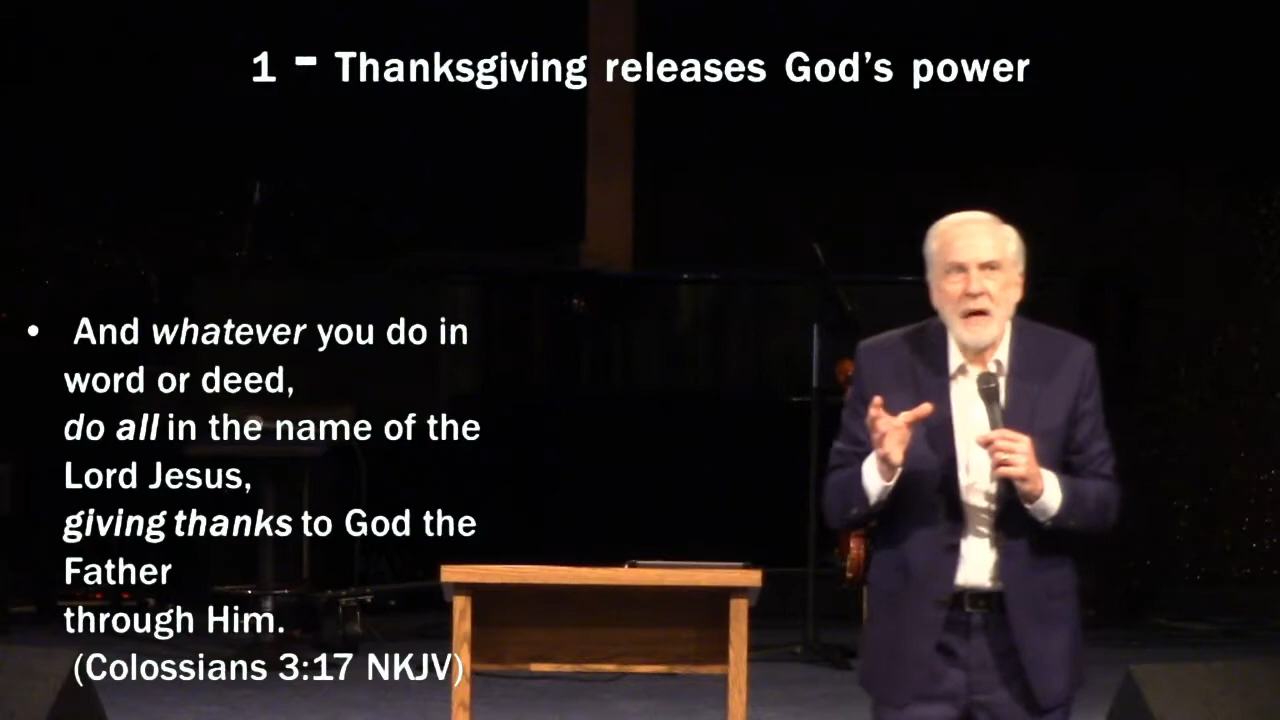 1 - Thanksgiving releases God's power
• And whatever you do in
word or deed,
do all in the name of the
Lord Jesus,
giving thanks to God the
Father
through Him.
(Colossians 3:17 NKJV)